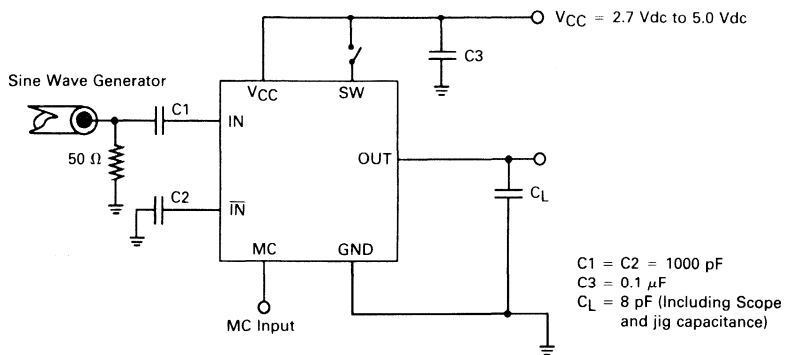 VCC = 2.7 Vdc to 5.0 Vdc
C3
Sine Wave Generator
VCC
SW
C1
IN
50 Ω
OUT
C2
IN
CL
MC
GND
MC Input
C1 = C2 = 1000 pF
C3 = 0.1 μF
CL = 8 pF (Including Scope
and jig capacitance)